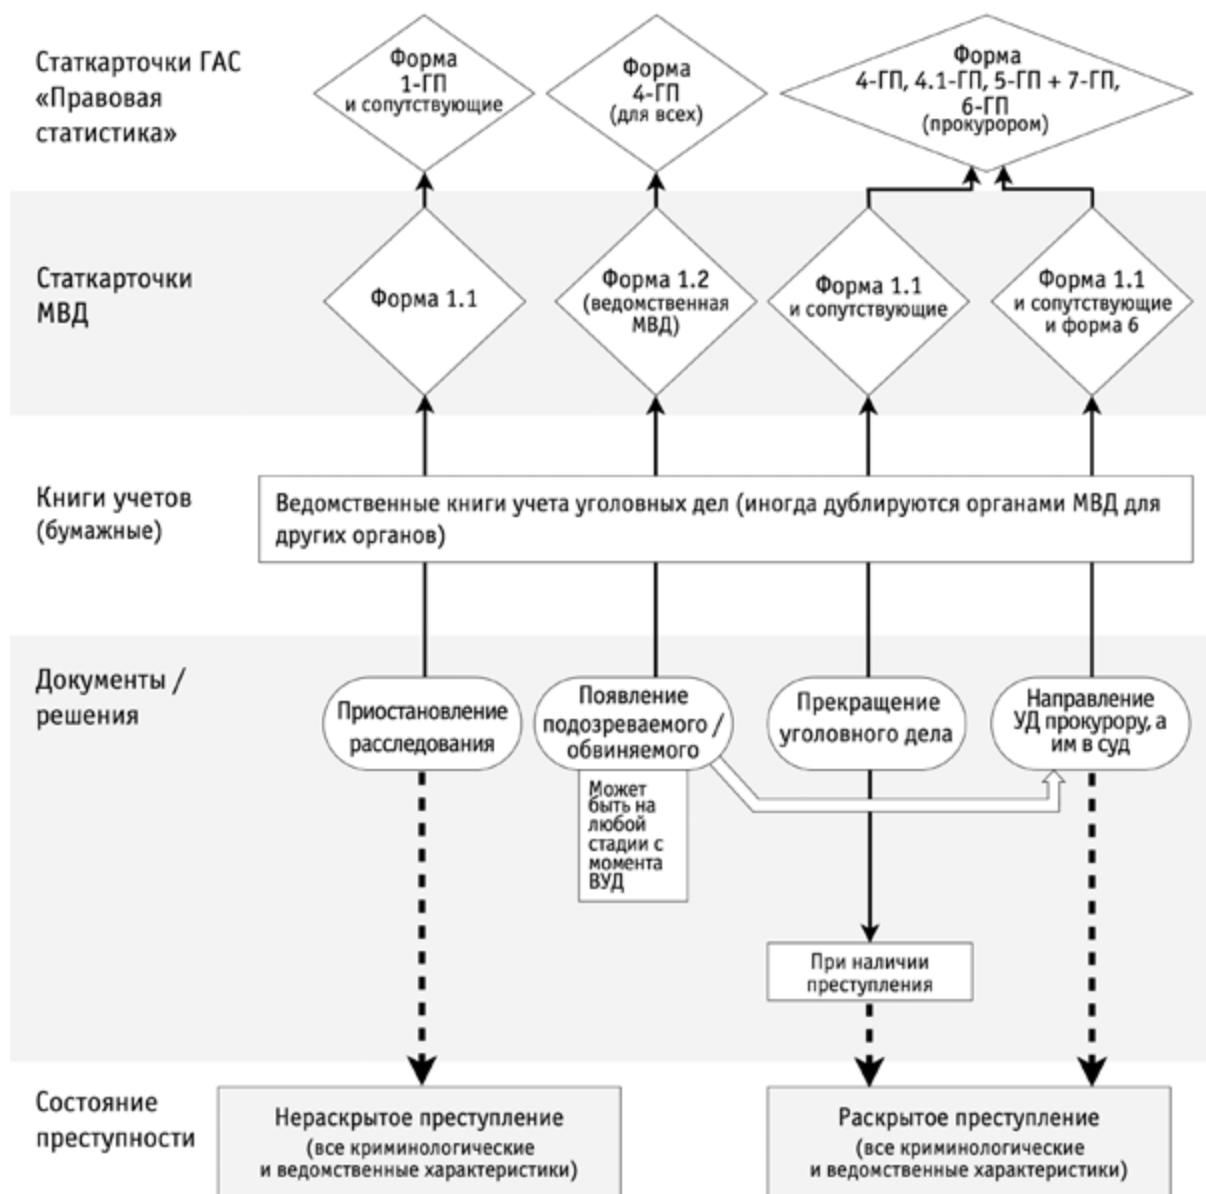 Статкарточки ГАС
«Правовая
статистика»
Форма
1-ГП
и сопутствующие
Форма
4-ГП
(для всех)
Форма
4-ГП, 4.1-ГП, 5-ГП + 7-ГП,
6-ГП
(прокурором)
Статкарточки
МВД
Форма 1.1
Форма 1.2
(ведомственная
МВД)
Форма 1.1
и сопутствующие
Форма 1.1
и сопутствующие
и форма 6
Книги учетов
(бумажные)
Ведомственные книги учета уголовных дел (иногда дублируются органами МВД для
других органов)
Документы /
решения
Приостановление
расследования
Появление
подозреваемого /
обвиняемого
Может
быть на
любой
стадии с
момента
ВУД
Прекращение
уголовного дела
Направление
УД прокурору, а
им в суд
При наличии
преступления
Состояние
преступности
Нераскрытое преступление
(все криминологические
и ведомственные характеристики)
Раскрытое преступление
(все криминологические
и ведомственные характеристики)